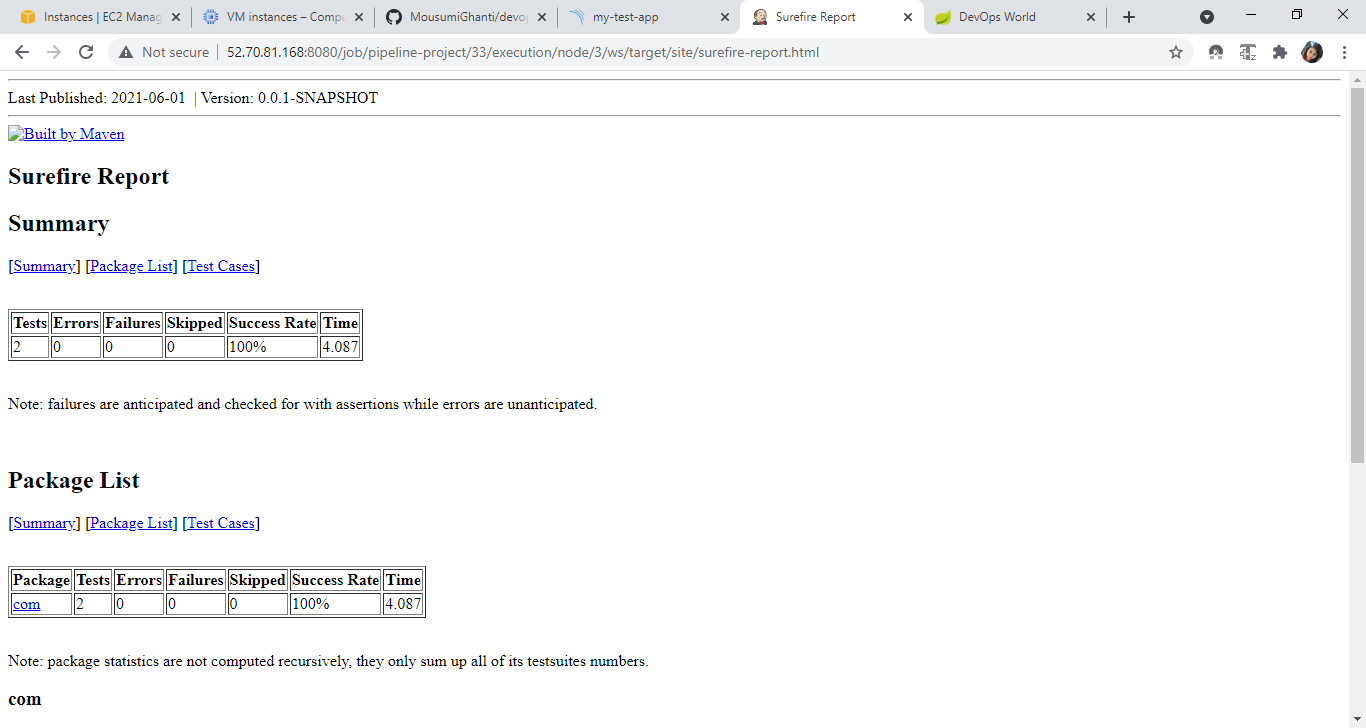 Instances | EC2 Manag
VM instances – Compu
MousumiGhanti/devop
my-test-app
Surefire Report
DevOps World
Not secure
52.70.81.168:8080/job/pipeline-project/33/execution/node/3/ws/target/site/surefire-report.html
Last Published: 2021-06-01 | Version: 0.0.1-SNAPSHOT
Built by Maven
Surefire Report
Summary
[Summary] [Package List] [Test Cases]
Tests Errors Failures Skipped Success Rate Time
2 0 0 0 100% 4.087
Note: failures are anticipated and checked for with assertions while errors are unanticipated.
Package List
[Summary] [Package List] [Test Cases]
Package Tests Errors Failures Skipped Success Rate Time
com 2 0 0 0 100% 4.087
Note: package statistics are not computed recursively, they only sum up all of its testsuites numbers.
com